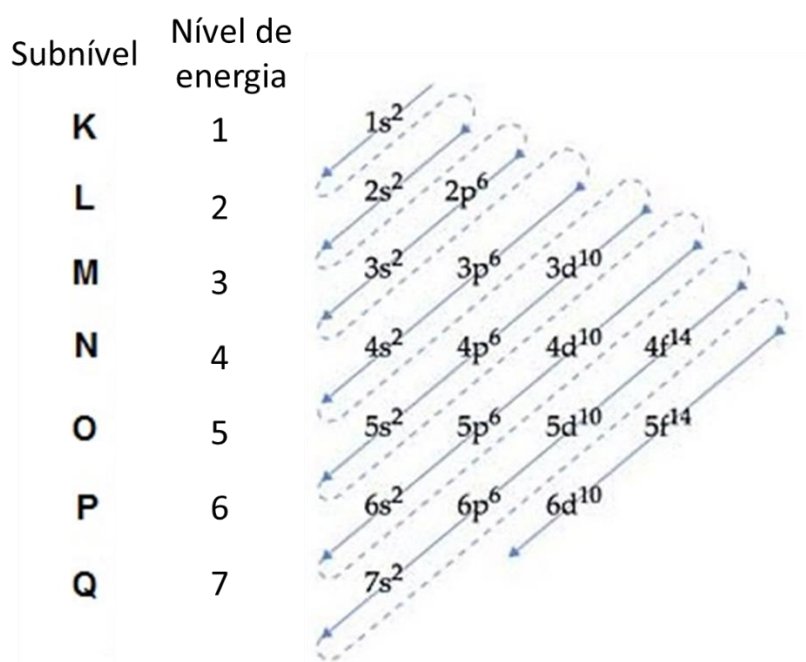 Subnível Nível de energia
K 1 1s²
L 2 2s² 2p⁶
M 3 3s² 3p⁶ 3d¹⁰
N 4 4s² 4p⁶ 4d¹⁰ 4f¹⁴
O 5 5s² 5p⁶ 5d¹⁰ 5f¹⁴
P 6 6s² 6p⁶ 6d¹⁰
Q 7 7s²